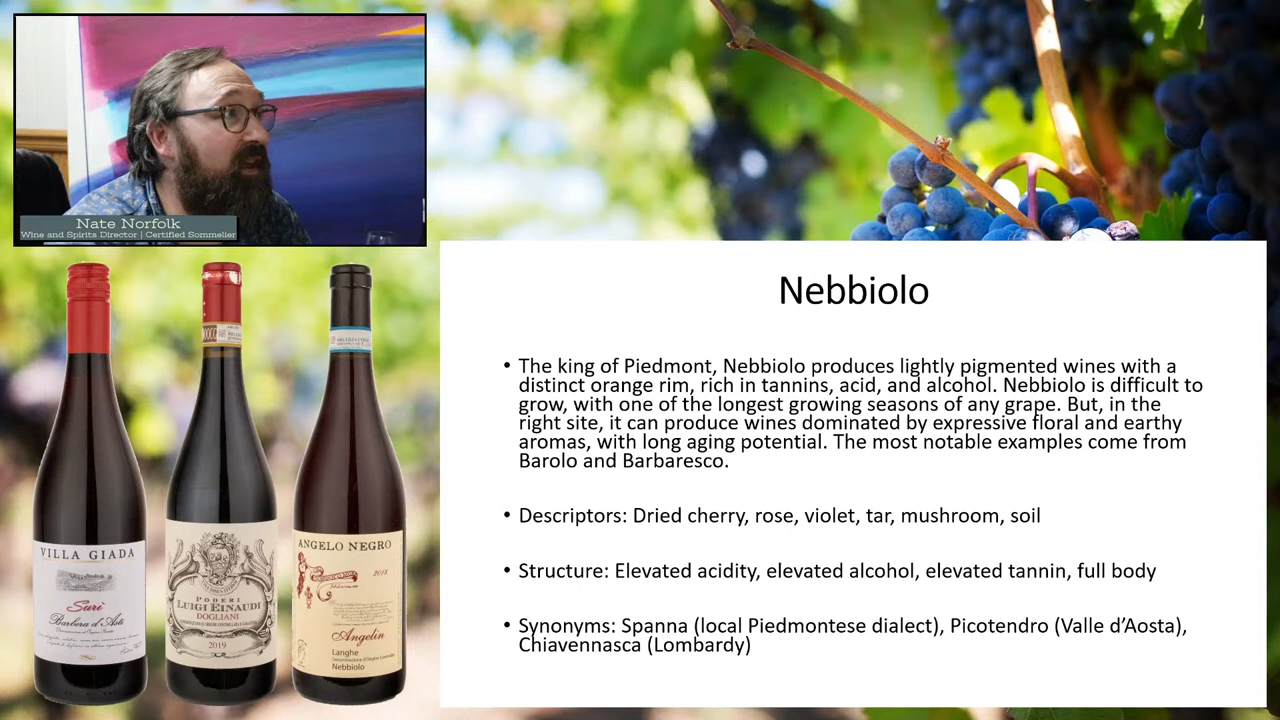 Nate Norfolk
Wine and Spirits Director | Certified Sommelier
Nebbiolo
• The king of Piedmont, Nebbiolo produces lightly pigmented wines with a
distinct orange rim, rich in tannins, acid, and alcohol. Nebbiolo is difficult to
grow, with one of the longest growing seasons of any grape. But, in the
right site, it can produce wines dominated by expressive floral and earthy
aromas, with long aging potential. The most notable examples come from
Barolo and Barbaresco.
• Descriptors: Dried cherry, rose, violet, tar, mushroom, soil
• Structure: Elevated acidity, elevated alcohol, elevated tannin, full body
• Synonyms: Spanna (local Piedmontese dialect), Picotendro (Valle d’Aosta),
Chiavennasca (Lombardy)
VILLA GIADA
Surì
Barbera d'Asti
PODERI
LUIGI EINAUDI
DOGLIANI
2019
ANGELO NEGRO
2018
Angelin
Langhe
Nebbiolo